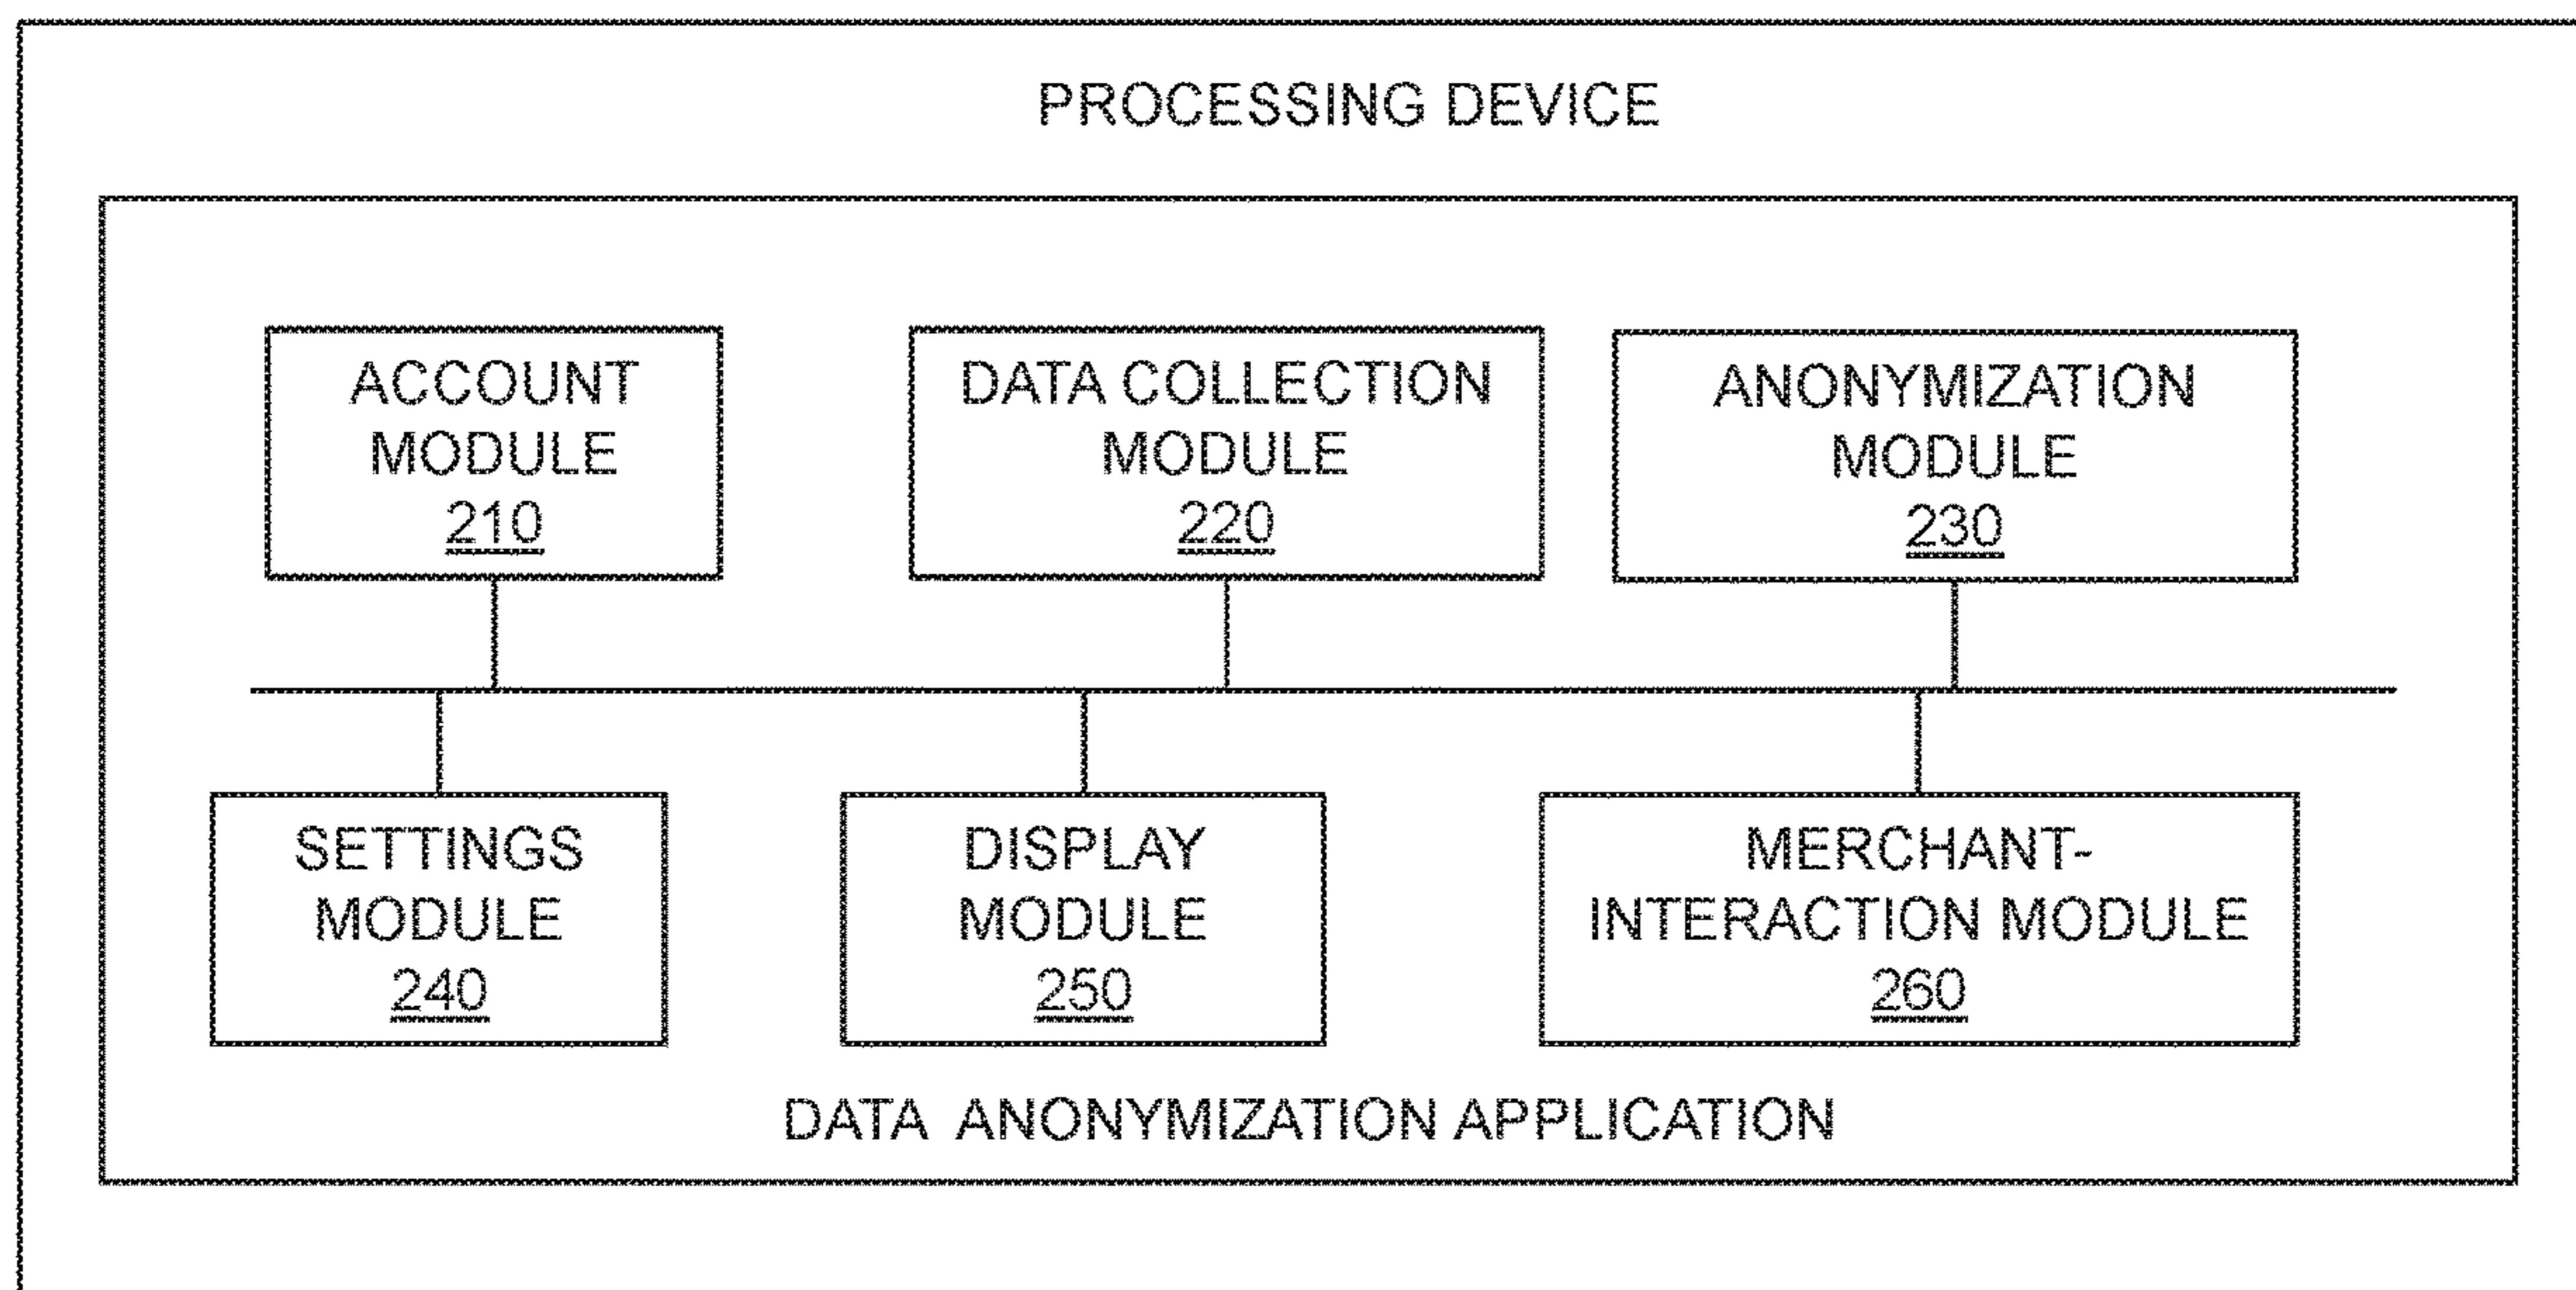 PROCESSING DEVICE
ACCOUNT
MODULE
210
DATA COLLECTION
MODULE
220
ANONYMIZATION
MODULE
230
SETTINGS
MODULE
240
DISPLAY
MODULE
250
MERCHANT-
INTERACTION MODULE
260
DATA ANONYMIZATION APPLICATION